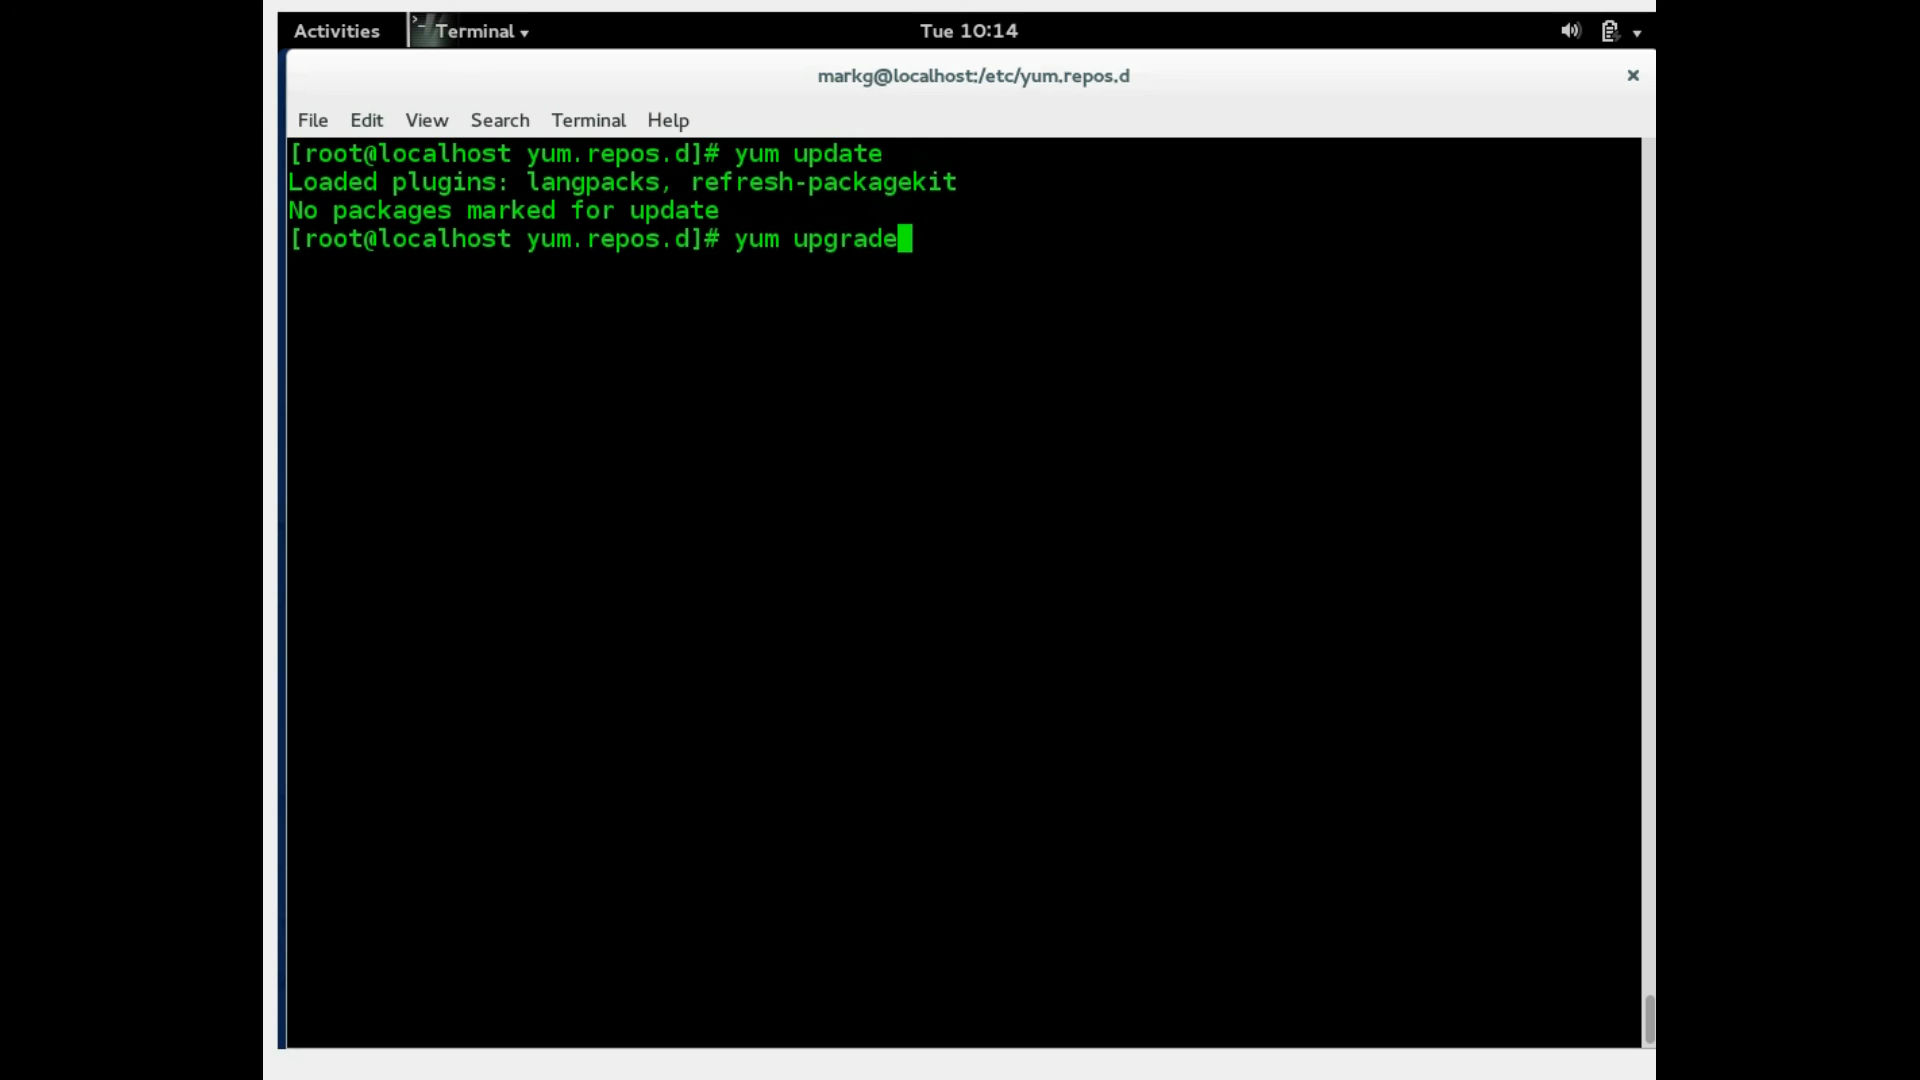 Activities Terminal Tue 10:14
markg@localhost:/etc/yum.repos.d
File Edit View Search Terminal Help
[root@localhost yum.repos.d]# yum update
Loaded plugins: langpacks, refresh-packagekit
No packages marked for update
[root@localhost yum.repos.d]# yum upgrade